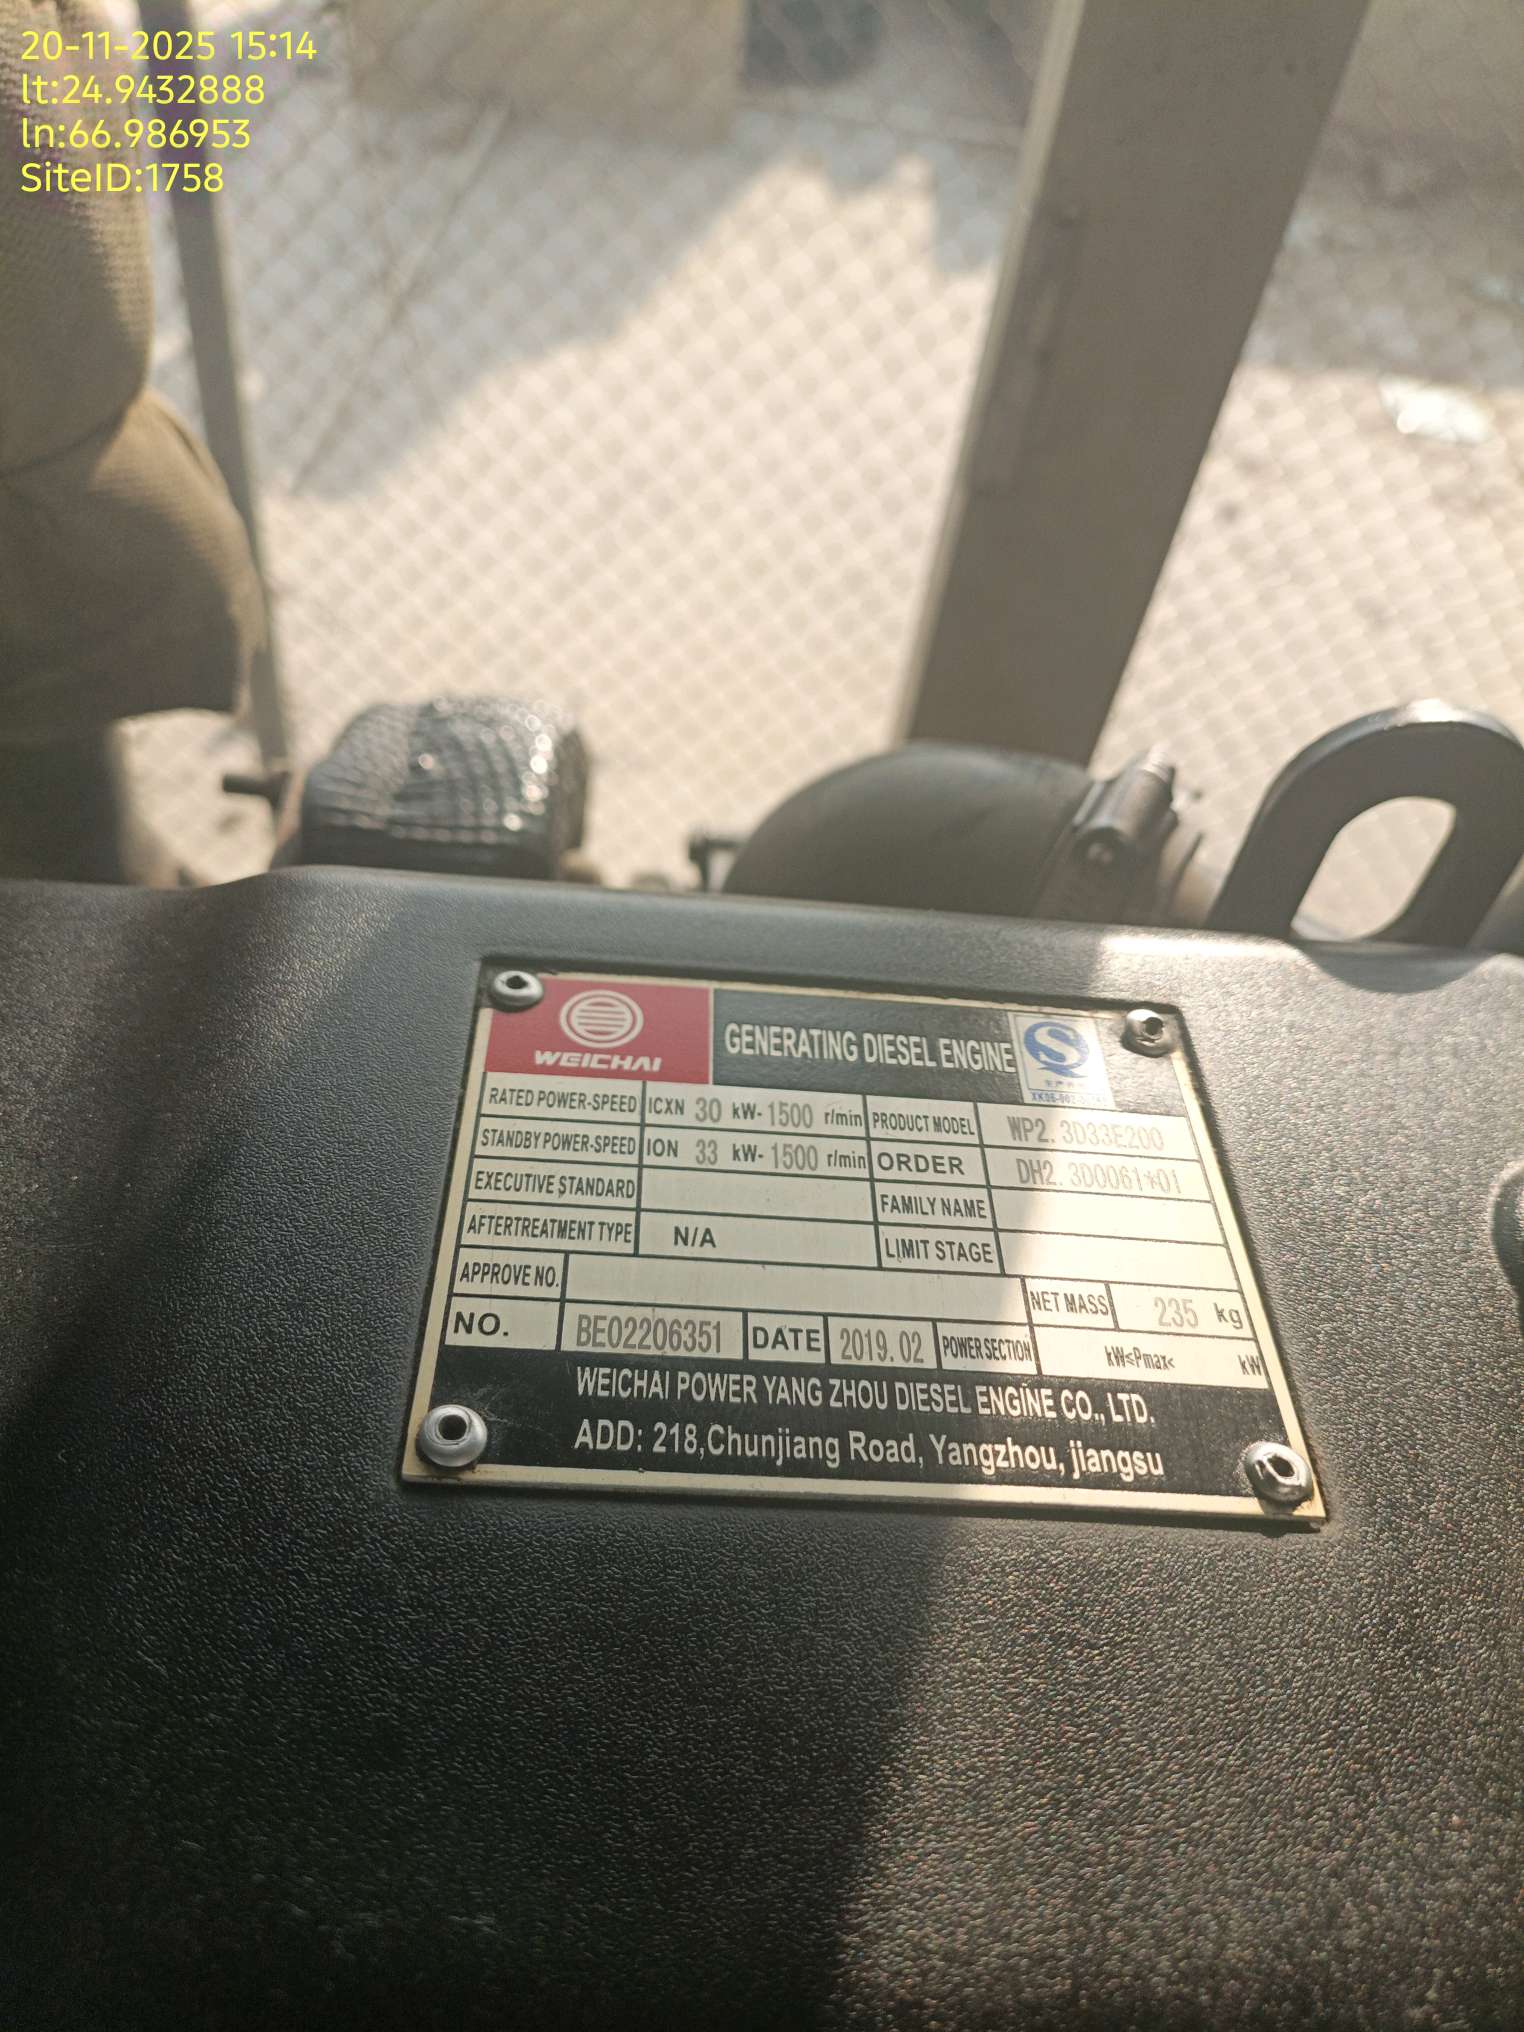 20-11-2025 15:14
lt:24.9432888
ln:66.986953
SiteID:1758
WEICHAI GENERATING DIESEL ENGINE
RATED POWER-SPEED ICXN 30 kW- 1500 r/min PRODUCT MODEL WP2.3D33E200
STANDBY POWER-SPEED ION 33 kW- 1500 r/min ORDER DH2.3D0061*01
EXECUTIVE STANDARD FAMILY NAME
AFTERTREATMENT TYPE N/A LIMIT STAGE
APPROVE NO. NET MASS 235 kg
NO. BE02206351 DATE 2019.02 POWER SECTION kW≤Pmax< kW
WEICHAI POWER YANG ZHOU DIESEL ENGINE CO., LTD.
ADD: 218,Chunjiang Road, Yangzhou, jiangsu